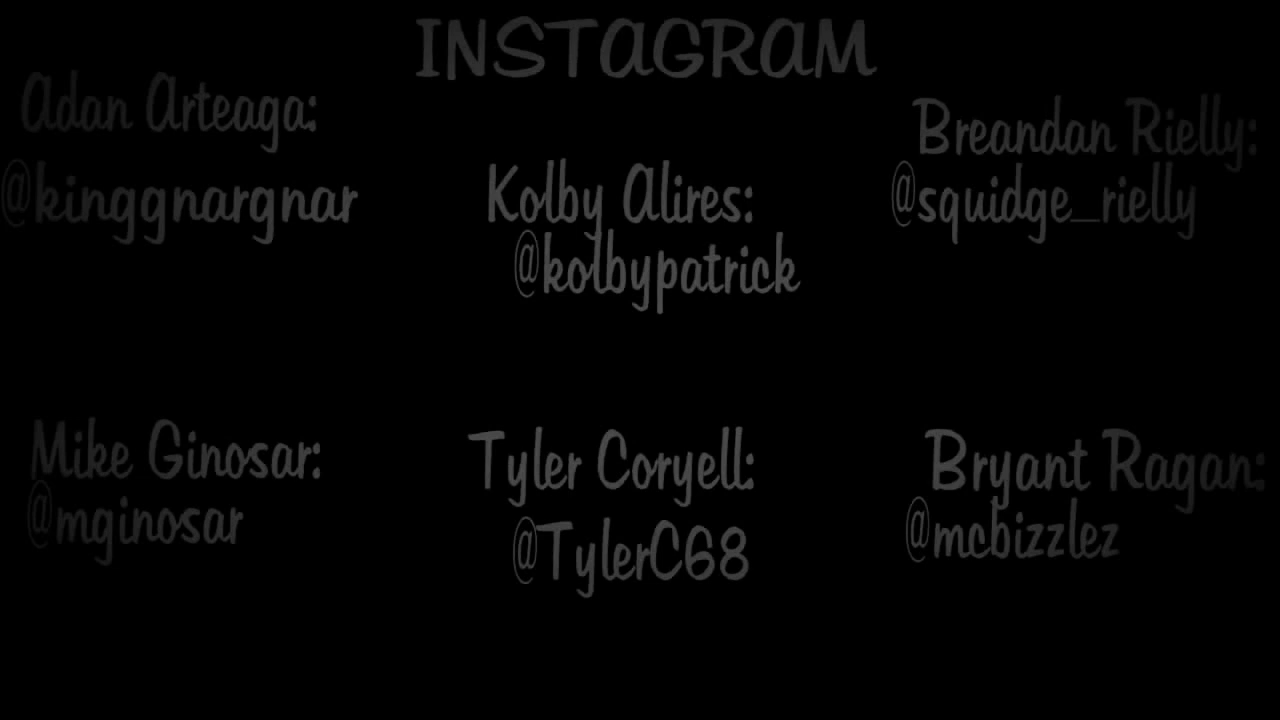 INSTAGRAM
Adan Arteaga:
@kinggnargnar
Kolby Alires:
@kolbypatrick
Breandan Rielly:
@squidge_rielly
Mike Ginosar:
@mginosar
Tyler Coryell:
@TylerC68
Bryant Ragan:
@mcbizzlez